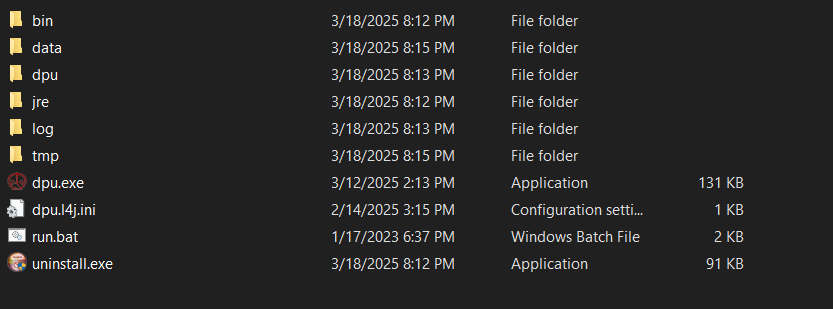 bin 3/18/2025 8:12 PM File folder
data 3/18/2025 8:15 PM File folder
dpu 3/18/2025 8:13 PM File folder
jre 3/18/2025 8:12 PM File folder
log 3/18/2025 8:13 PM File folder
tmp 3/18/2025 8:15 PM File folder
dpu.exe 3/12/2025 2:13 PM Application 131 KB
dpu.l4j.ini 2/14/2025 3:15 PM Configuration setti... 1 KB
run.bat 1/17/2023 6:37 PM Windows Batch File 2 KB
uninstall.exe 3/18/2025 8:12 PM Application 91 KB